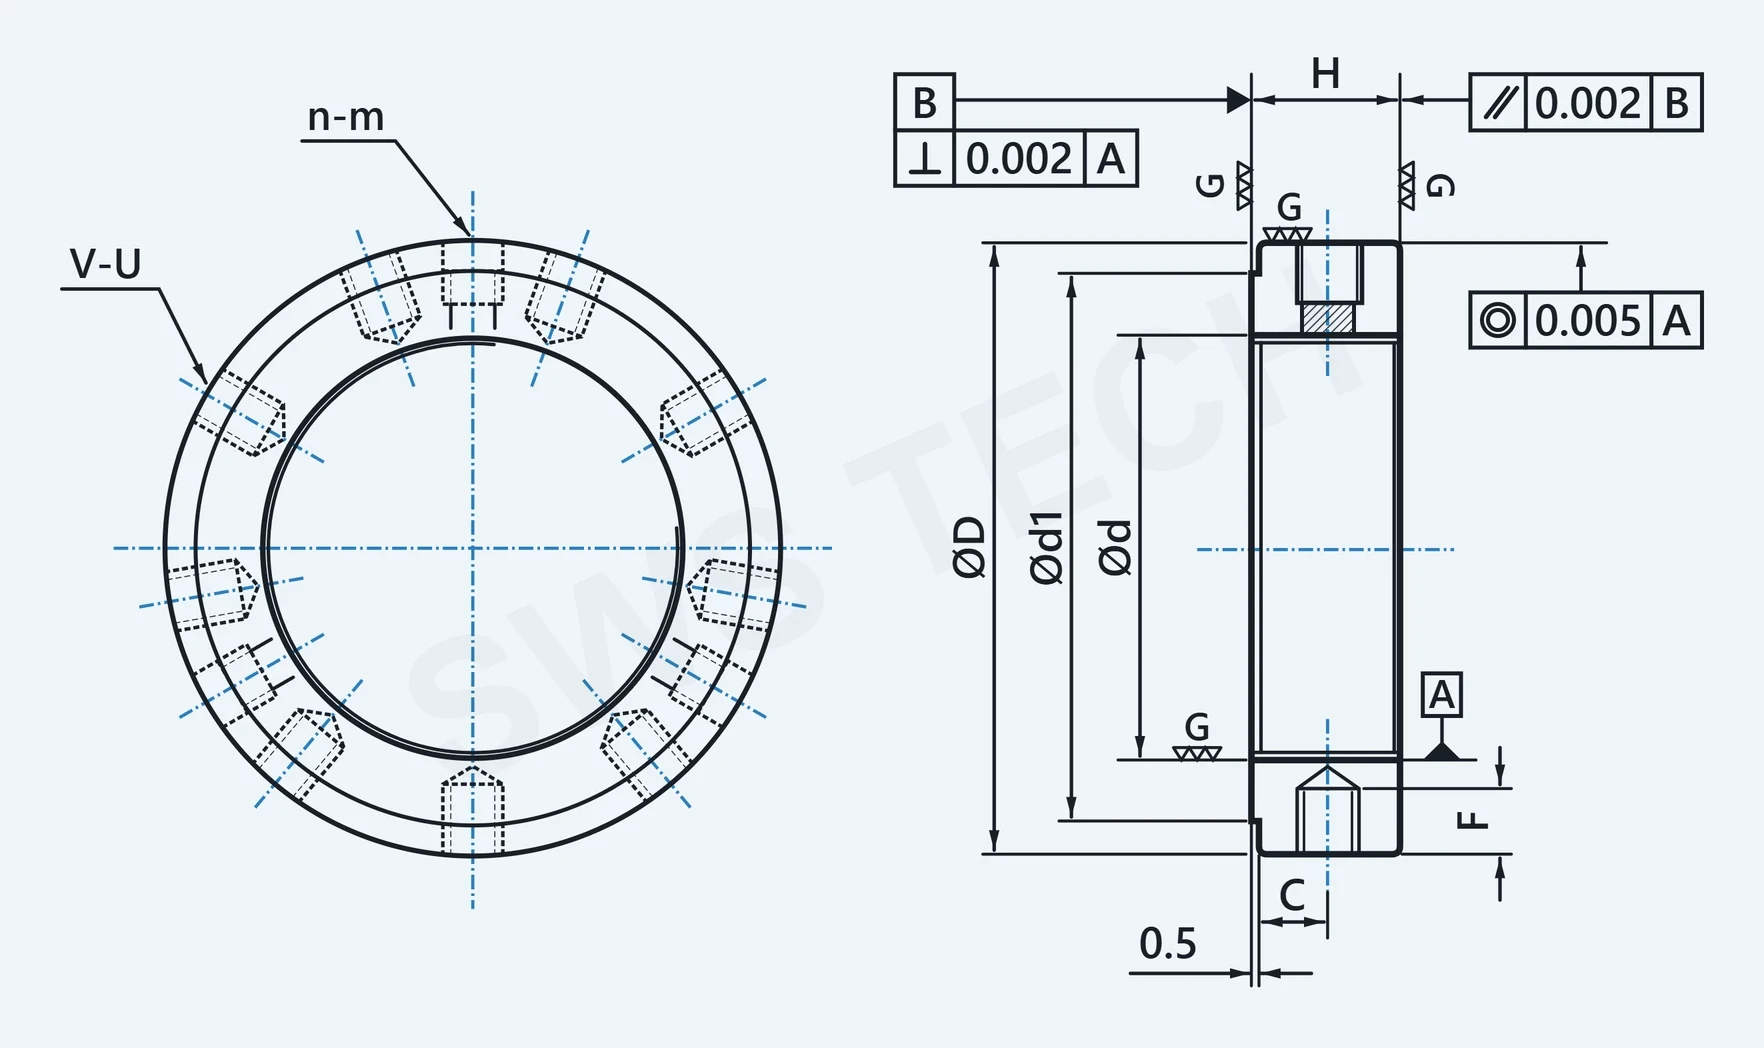 n-m
V-U
B
H
// 0.002 B
⊥ 0.002 A
G
G
G
◎ 0.005 A
ØD
Ød1
Ød
G
A
F
C
0.5
SWS TECH